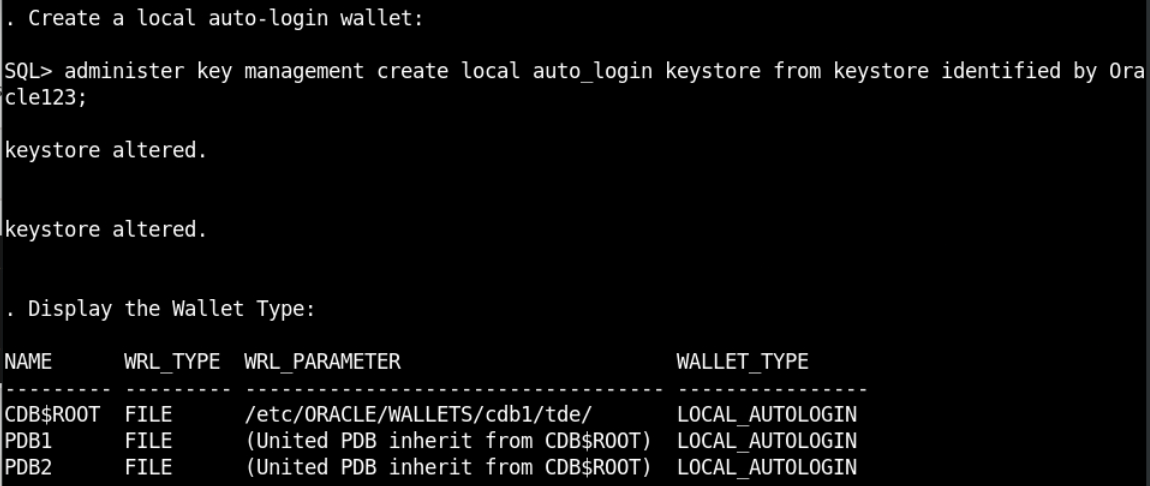 . Create a local auto-login wallet:
SQL> administer key management create local auto_login keystore from keystore identified by Ora
cle123;
keystore altered.
keystore altered.
. Display the Wallet Type:
NAME      WRL_TYPE  WRL_PARAMETER                       WALLET_TYPE
--------- --------- ----------------------------------- ----------------
CDB$ROOT  FILE      /etc/ORACLE/WALLETS/cdb1/tde/       LOCAL_AUTOLOGIN
PDB1      FILE      (United PDB inherit from CDB$ROOT)  LOCAL_AUTOLOGIN
PDB2      FILE      (United PDB inherit from CDB$ROOT)  LOCAL_AUTOLOGIN